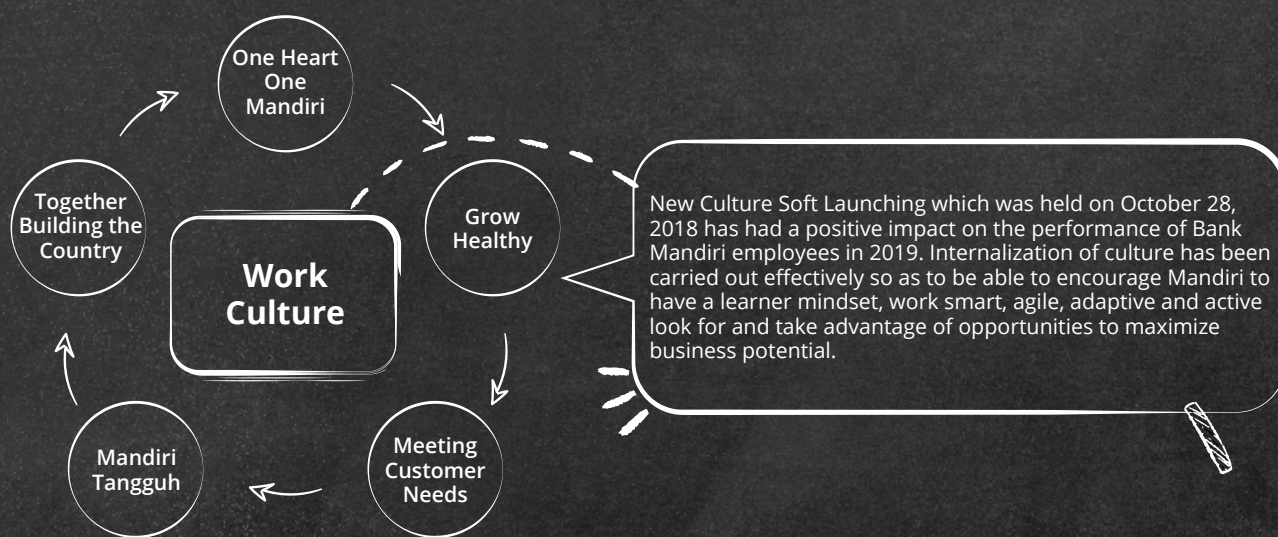 One Heart
One
Mandiri
Together
Building the
Country
Grow
Healthy
Work
Culture
Mandiri
Tangguh
Meeting
Customer
Needs
New Culture Soft Launching which was held on October 28,
2018 has had a positive impact on the performance of Bank
Mandiri employees in 2019. Internalization of culture has been
carried out effectively so as to be able to encourage Mandiri to
have a learner mindset, work smart, agile, adaptive and active
look for and take advantage of opportunities to maximize
business potential.